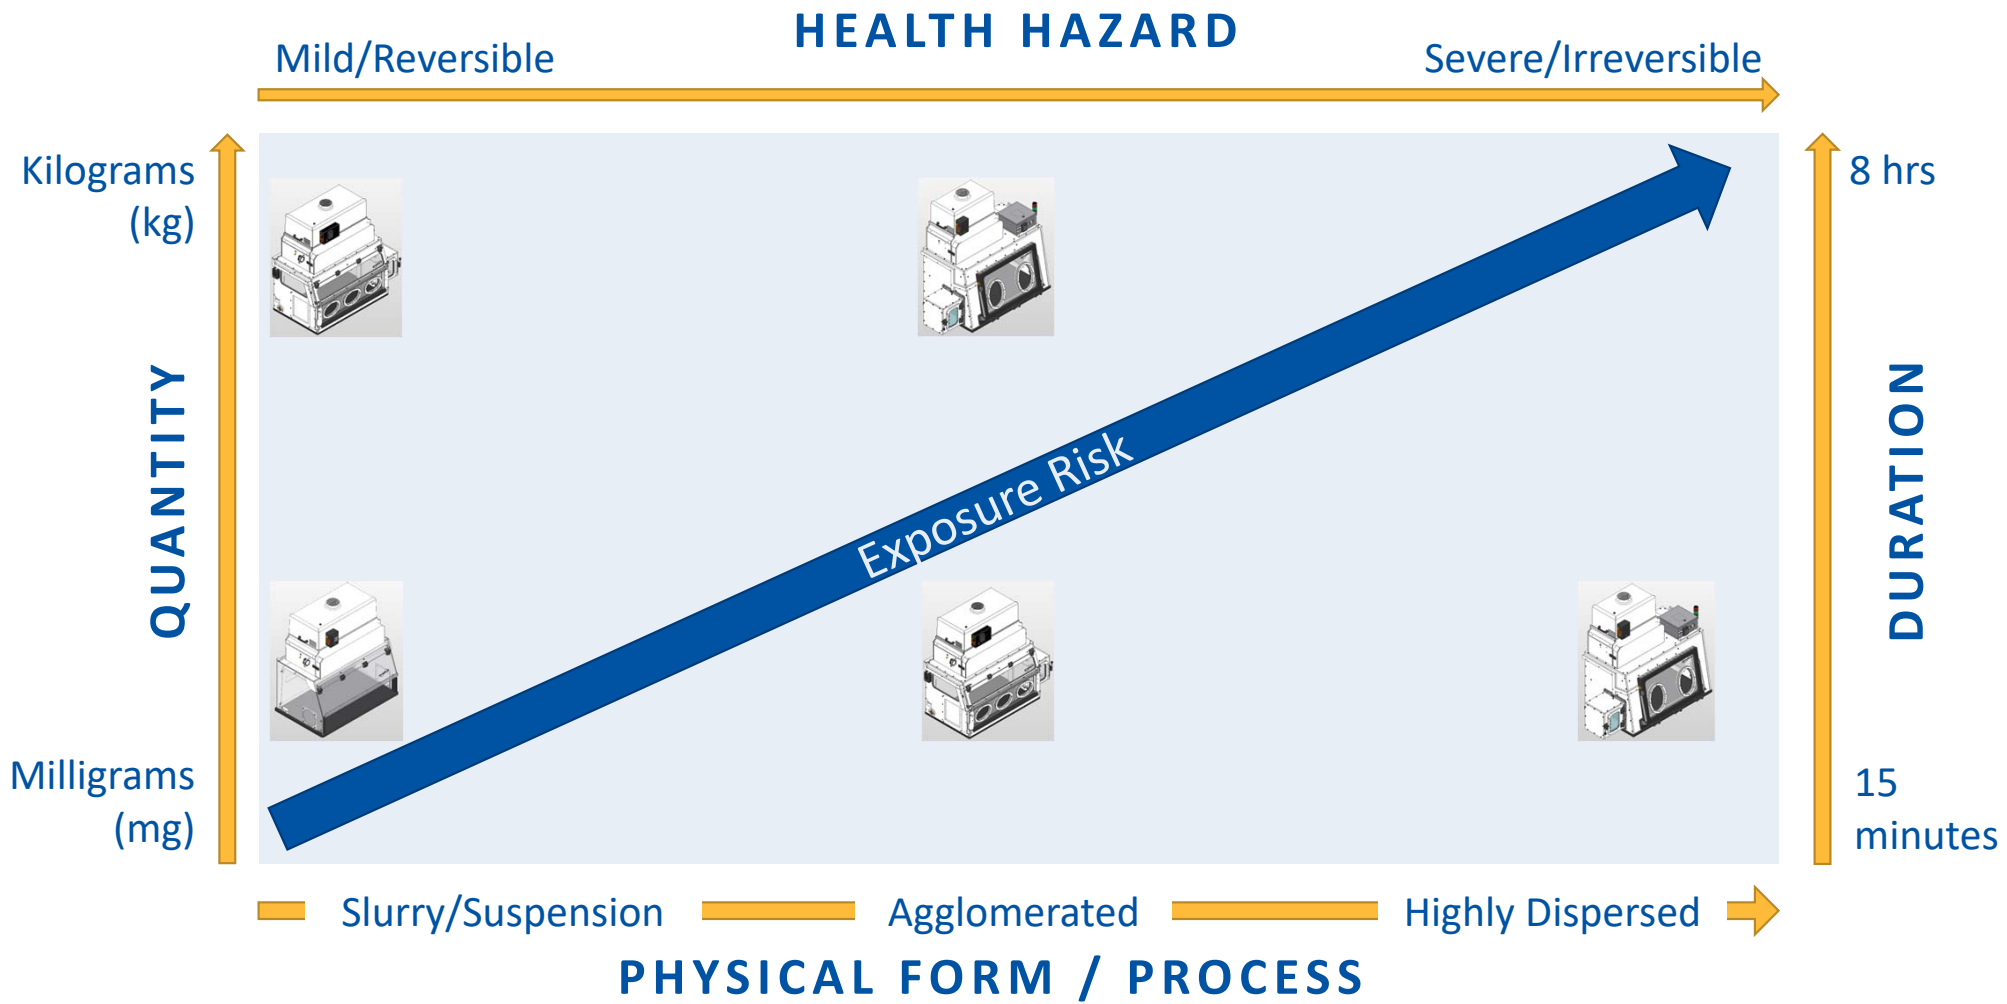 HEALTH HAZARD
Mild/Reversible
Severe/Irreversible
Kilograms
(kg)
8 hrs
QUANTITY
Exposure Risk
DURATION
Milligrams
(mg)
15
minutes
Slurry/Suspension
Agglomerated
Highly Dispersed
PHYSICAL FORM / PROCESS